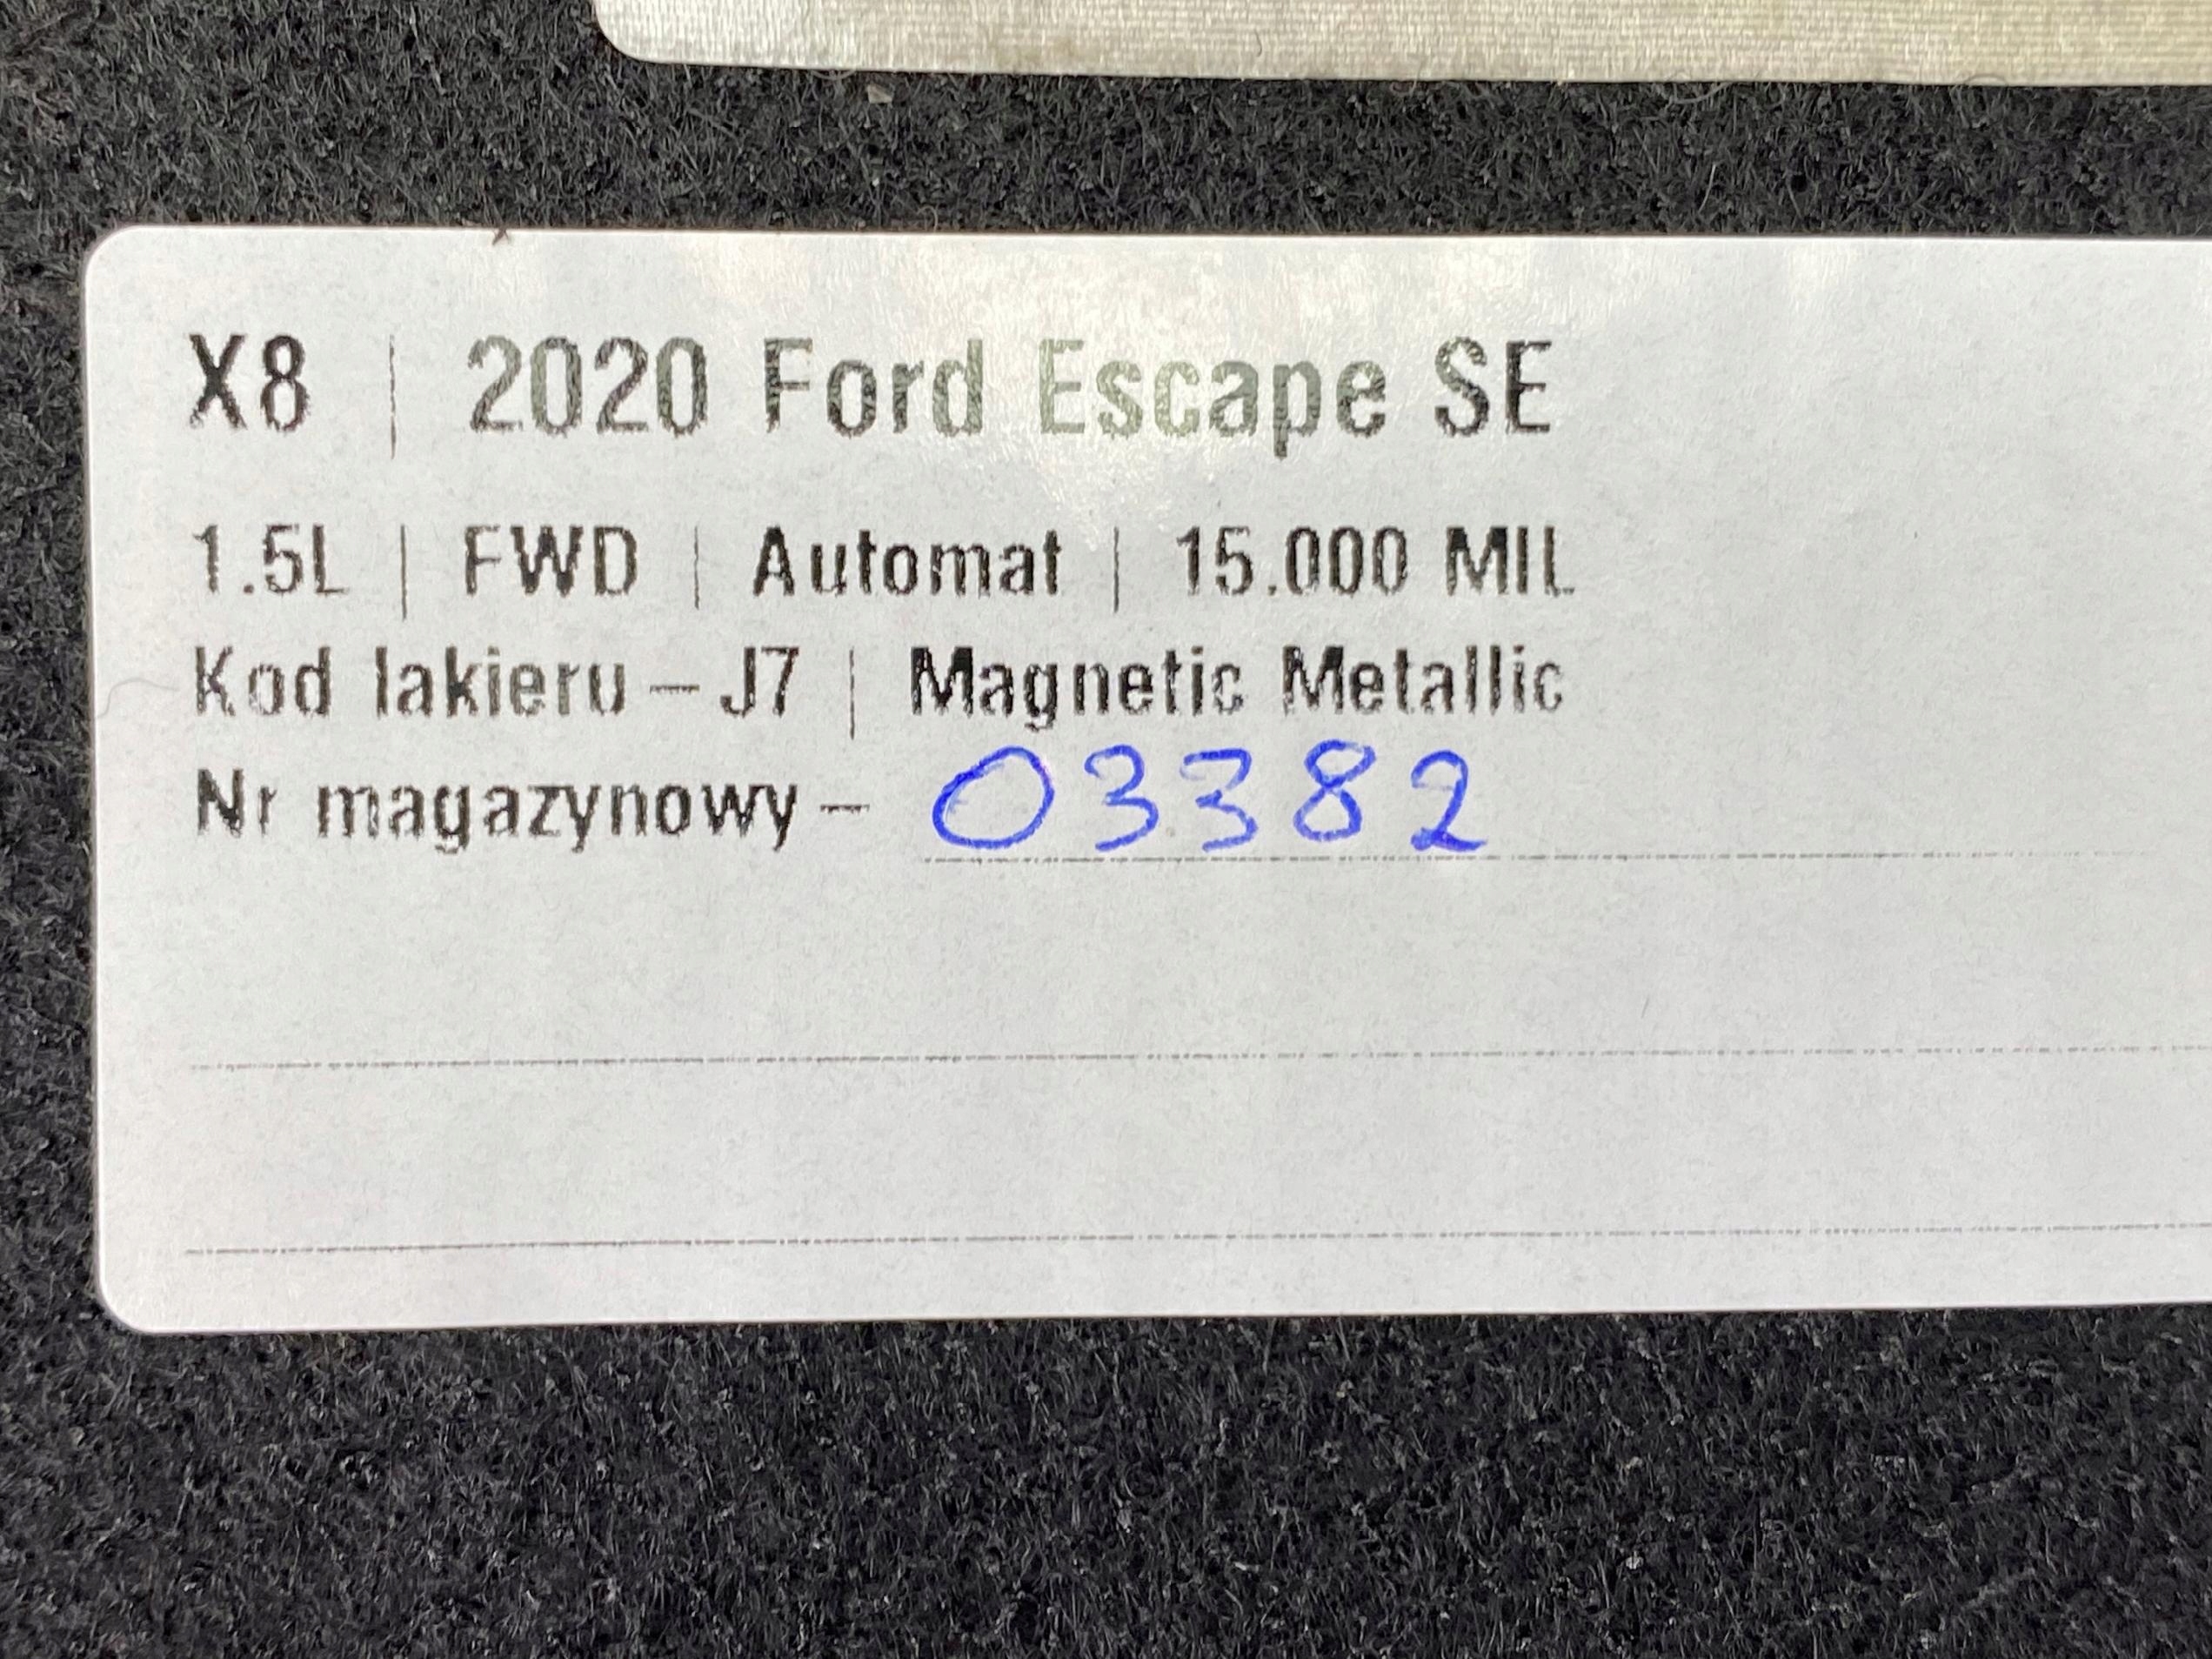 X8 | 2020 Ford Escape SE
1.5L | FWD | Automat | 15.000 MIL
Kod lakieru – J7 | Magnetic Metallic
Nr magazynowy – 03382